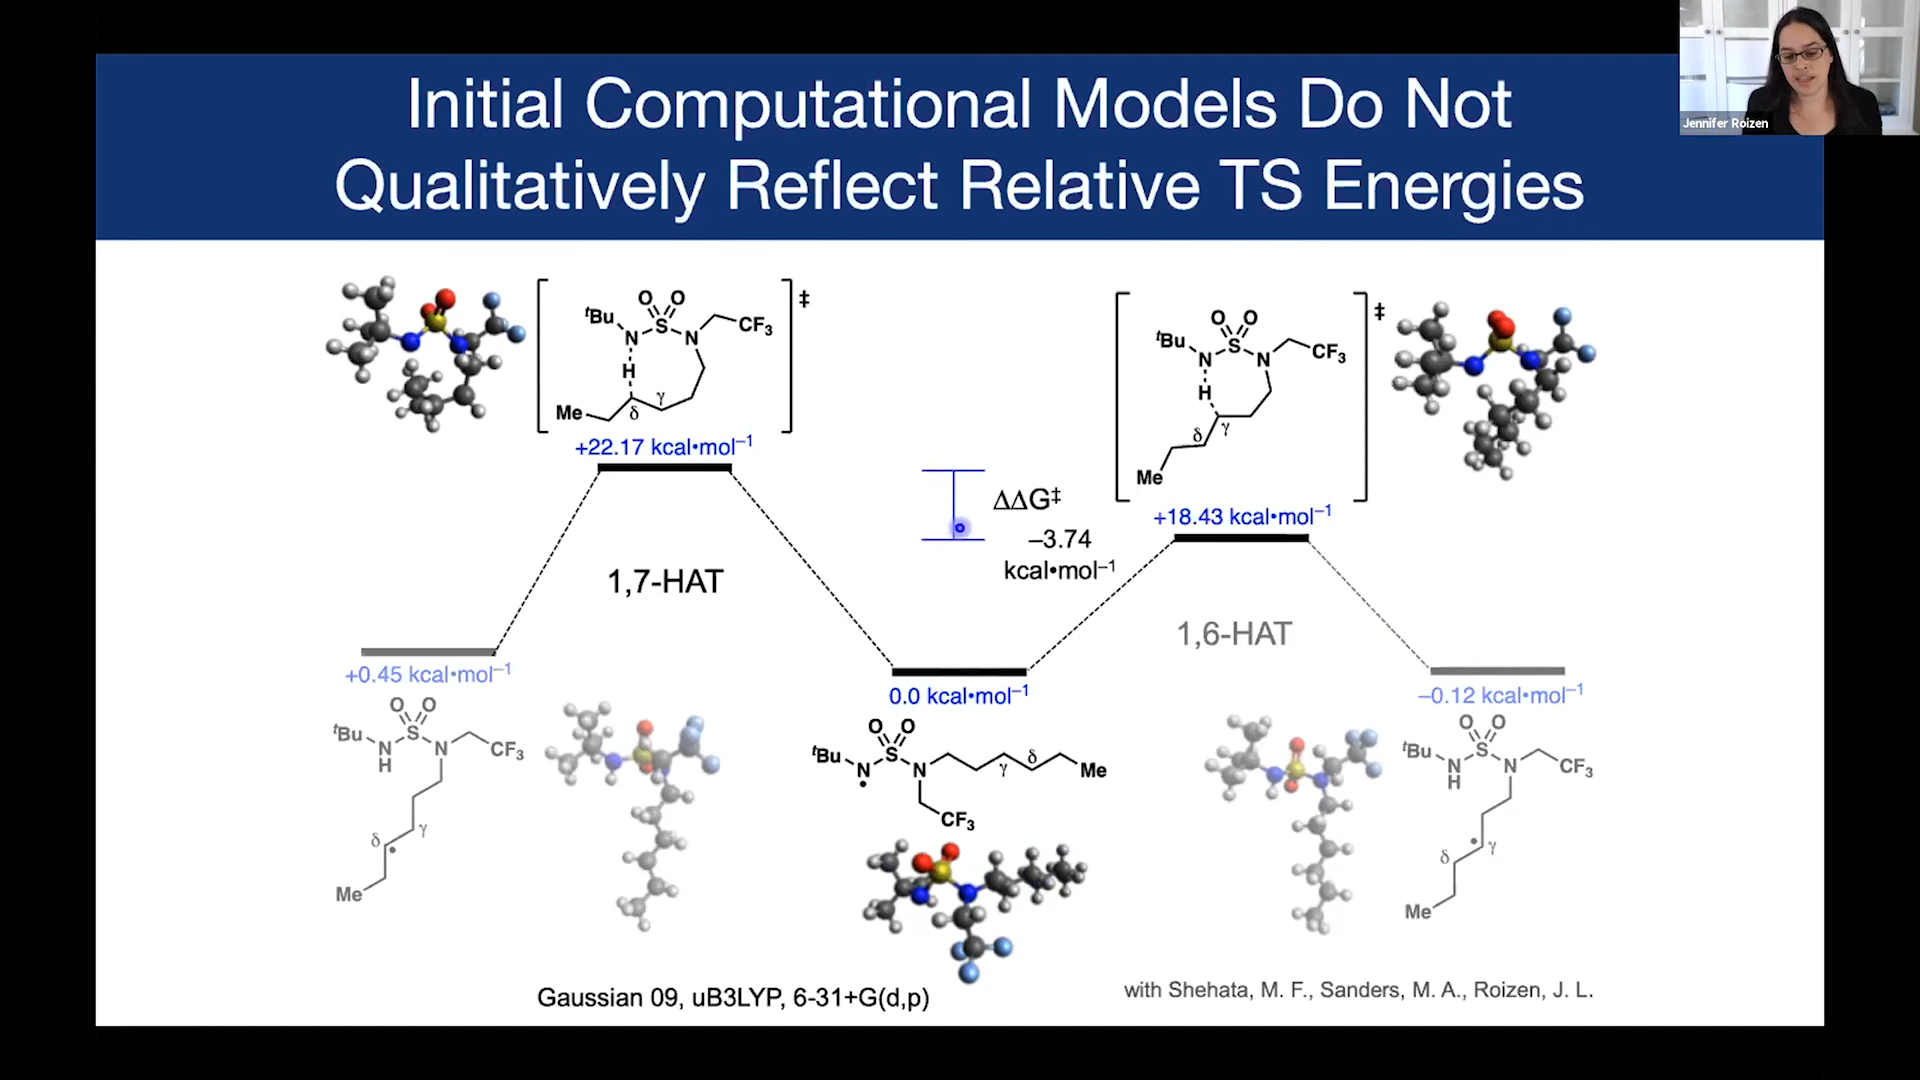 Initial Computational Models Do Not
Qualitatively Reflect Relative TS Energies
Jennifer Roizen
O O
ᵗBu
S
N
N
CF₃
H
γ
δ
Me
‡
+22.17 kcal•mol⁻¹
O O
ᵗBu
S
N
N
CF₃
H
δ
γ
Me
‡
+18.43 kcal•mol⁻¹
ΔΔG‡
–3.74
kcal•mol⁻¹
1,7-HAT
1,6-HAT
+0.45 kcal•mol⁻¹
O O
ᵗBu
S
N
H
N
CF₃
γ
δ
•
Me
0.0 kcal•mol⁻¹
O O
ᵗBu
S
N
•
N
γ
δ
Me
CF₃
–0.12 kcal•mol⁻¹
O O
ᵗBu
S
N
H
N
CF₃
•
γ
δ
Me
Gaussian 09, uB3LYP, 6-31+G(d,p)
with Shehata, M. F., Sanders, M. A., Roizen, J. L.